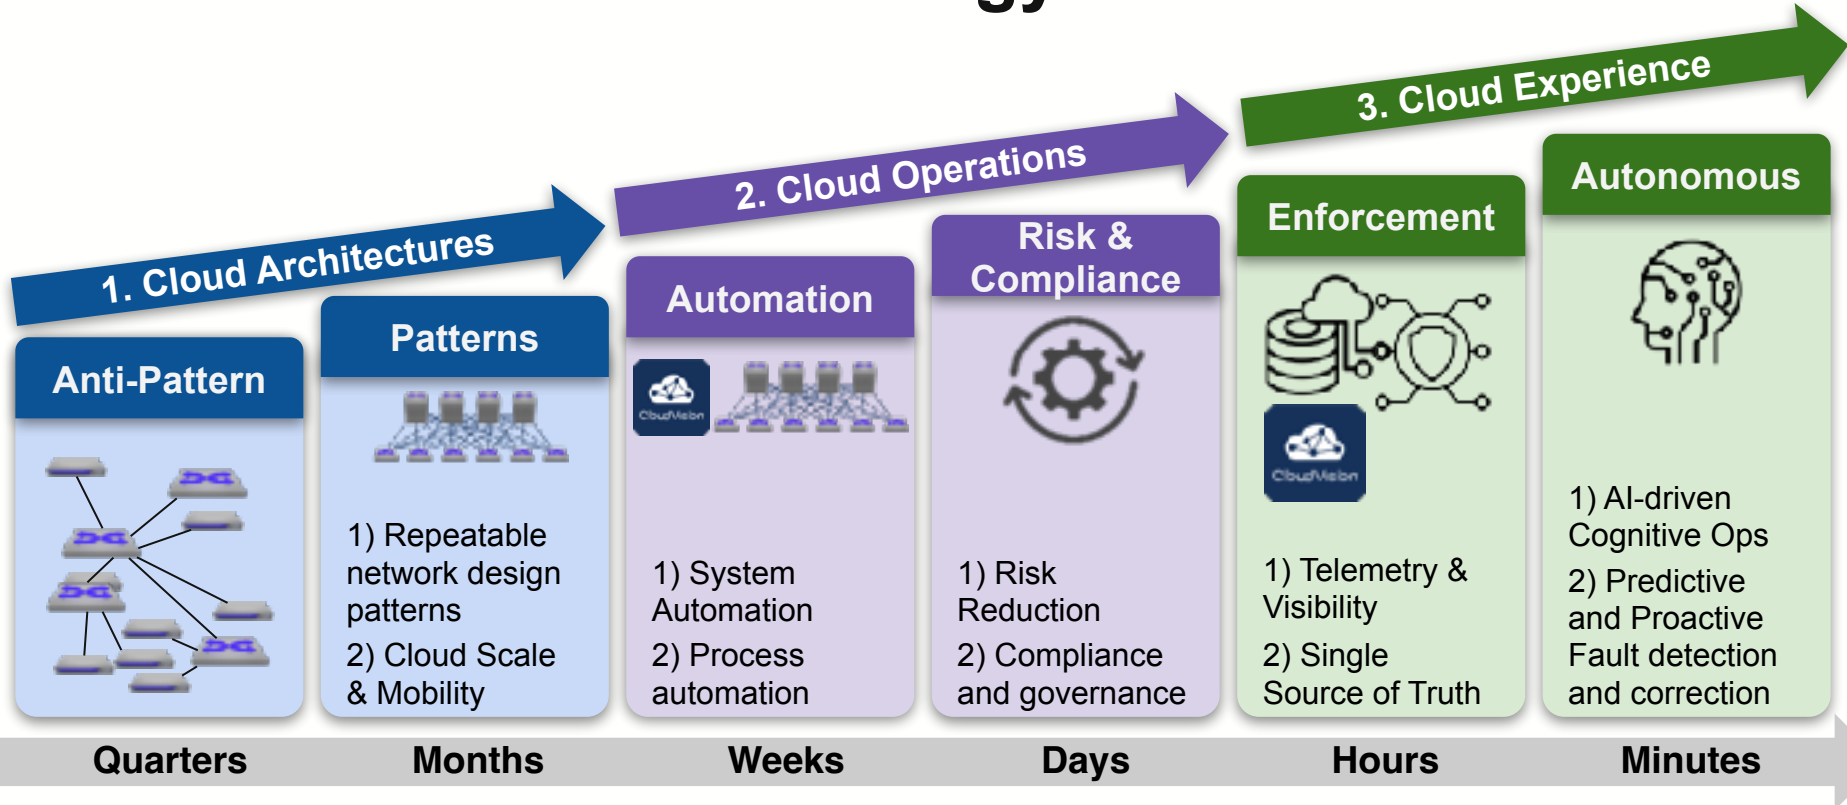 3. Cloud Experience
2. Cloud Operations
1. Cloud Architectures
Anti-Pattern
Patterns
1) Repeatable
network design
patterns
2) Cloud Scale
& Mobility
Automation
CloudVision
1) System
Automation
2) Process
automation
Risk &
Compliance
1) Risk
Reduction
2) Compliance
and governance
Enforcement
CloudVision
1) Telemetry &
Visibility
2) Single
Source of Truth
Autonomous
1) AI-driven
Cognitive Ops
2) Predictive
and Proactive
Fault detection
and correction
Quarters
Months
Weeks
Days
Hours
Minutes